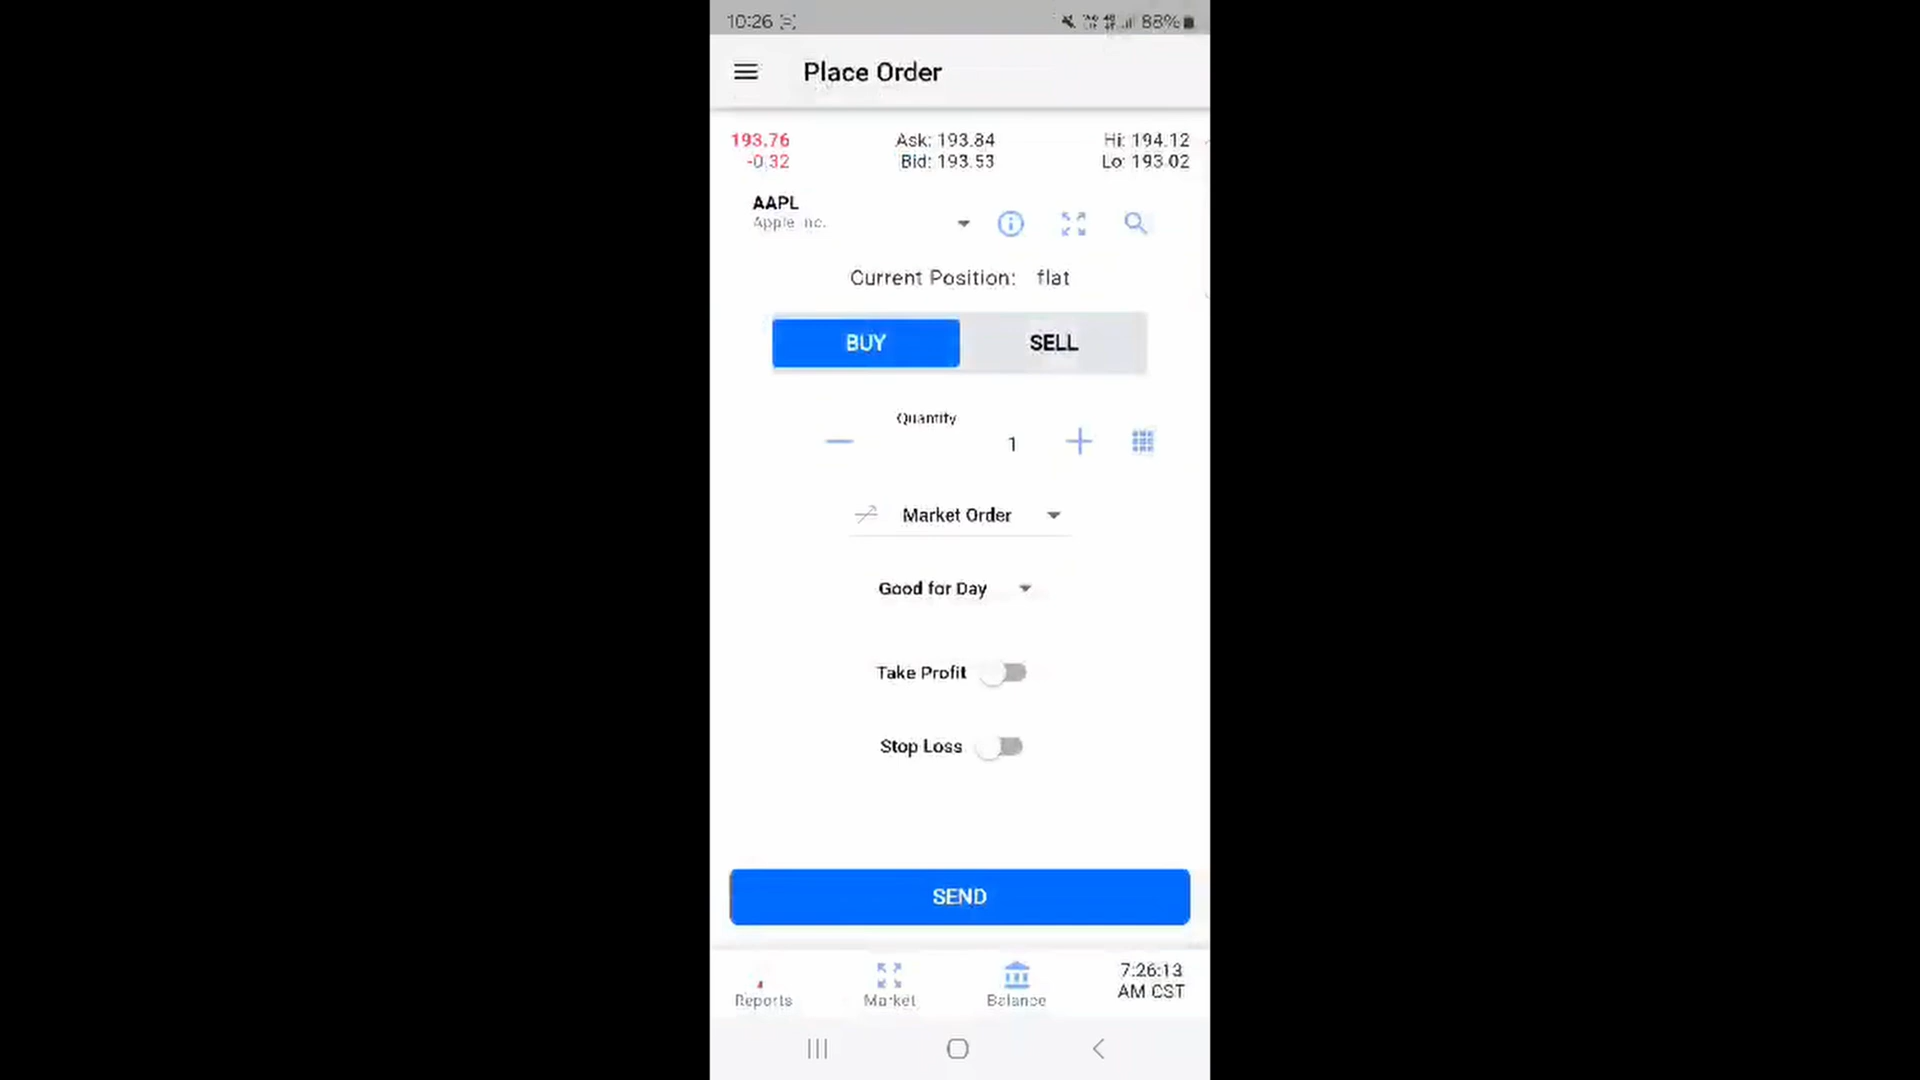 10:26
88%
Place Order
193.76 Ask: 193.84 Hi: 194.12
-0.32 Bid: 193.53 Lo: 193.02
AAPL
Apple Inc.
Current Position: flat
BUY SELL
Quantity
1
Market Order
Good for Day
Take Profit
Stop Loss
SEND
7:26:13
AM CST
Reports Market Balance